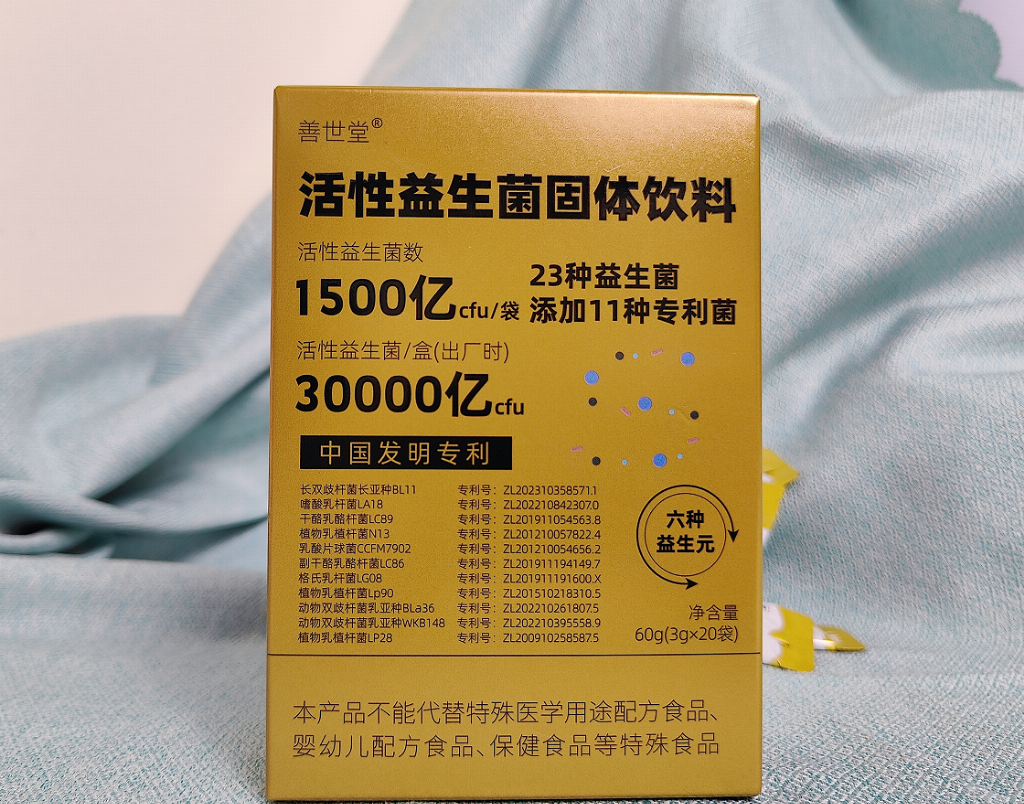 善世堂®
活性益生菌固体饮料
活性益生菌数
1500亿cfu/袋
23种益生菌
添加11种专利菌
活性益生菌/盒(出厂时)
30000亿cfu
中国发明专利
长双歧杆菌长亚种BL11 专利号：ZL202310358571.1
嗜酸乳杆菌LA18 专利号：ZL202210842307.0
干酪乳酪杆菌LC89 专利号：ZL201911054563.8
植物乳植杆菌N13 专利号：ZL201210057822.4
乳酸片球菌CCFM7902 专利号：ZL201210054656.2
副干酪乳酪杆菌LC86 专利号：ZL201911194149.7
格氏乳杆菌LG08 专利号：ZL201911191600.X
植物乳植杆菌Lp90 专利号：ZL201510218310.5
动物双歧杆菌乳亚种BLa36 专利号：ZL202210261807.5
动物双歧杆菌乳亚种WKB148 专利号：ZL202210395558.9
植物乳植杆菌LP28 专利号：ZL200910258587.5
六种
益生元
净含量
60g(3g×20袋)
本产品不能代替特殊医学用途配方食品、
婴幼儿配方食品、保健食品等特殊食品